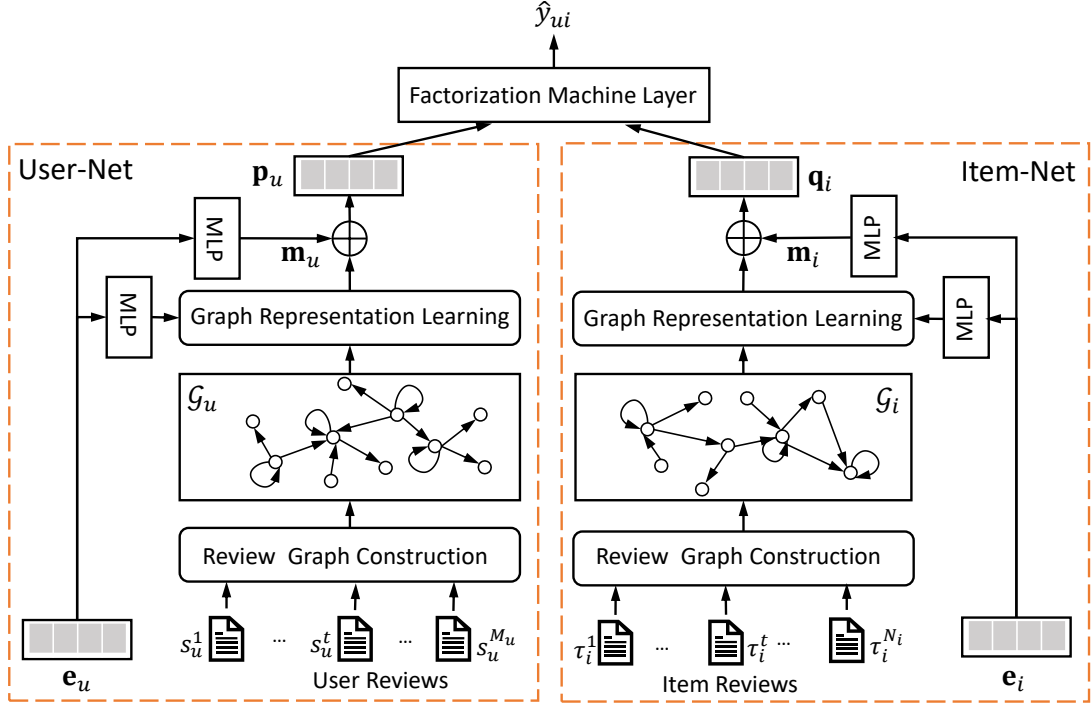 ŷ_{ui}
Factorization Machine Layer
User-Net
p_u
q_i
Item-Net
MLP
m_u
m_i
MLP
MLP
Graph Representation Learning
Graph Representation Learning
MLP
𝒢_u
𝒢_i
Review Graph Construction
Review Graph Construction
s_u^1 ... s_u^t ... s_u^{M_u}
τ_i^1 ... τ_i^t ... τ_i^{N_i}
e_u
User Reviews
Item Reviews
e_i